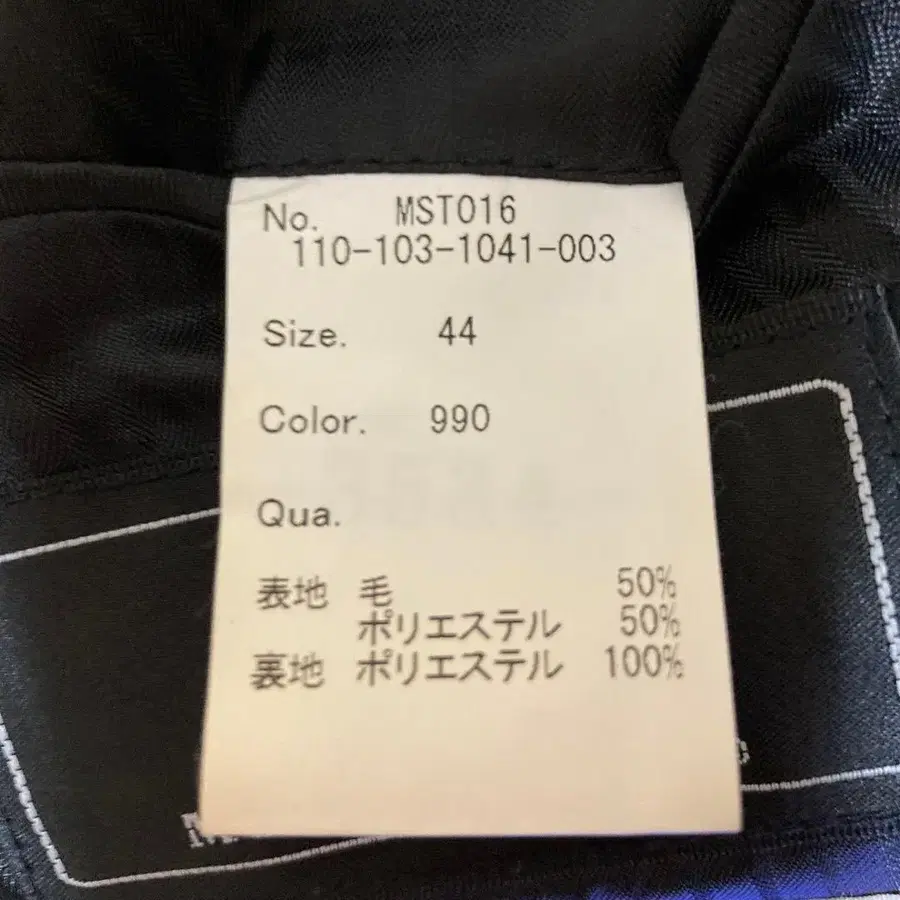 No. MST016
110-103-1041-003
Size. 44
Color. 990
Qua.
表地 毛 50%
ポリエステル 50%
裏地 ポリエステル 100%